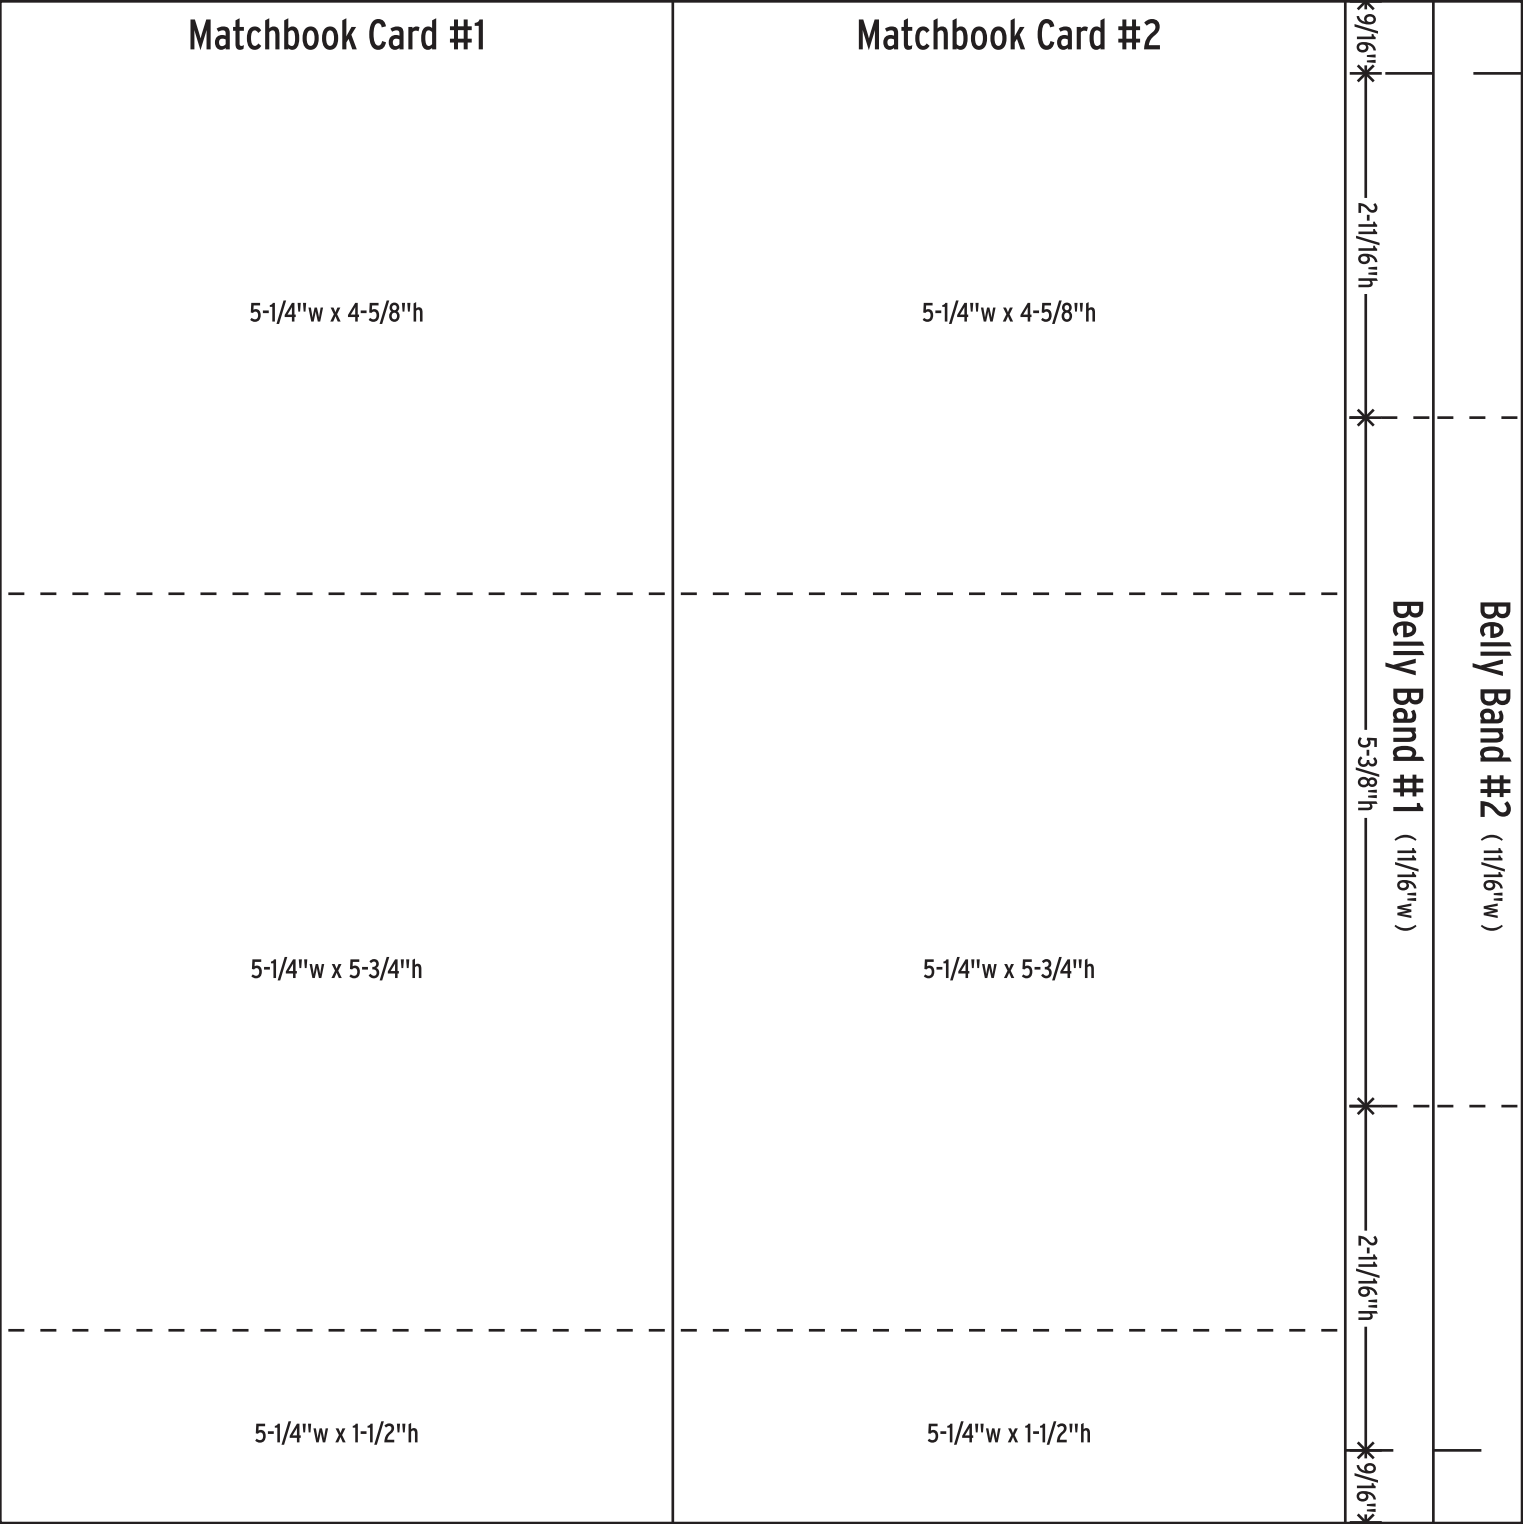 Matchbook Card #1
5-1/4"w x 4-5/8"h
5-1/4"w x 5-3/4"h
5-1/4"w x 1-1/2"h
Matchbook Card #2
5-1/4"w x 4-5/8"h
5-1/4"w x 5-3/4"h
5-1/4"w x 1-1/2"h
9/16"
2-11/16"h
5-3/8"h
2-11/16"h
9/16"
Belly Band #1 ( 11/16"w )
Belly Band #2 ( 11/16"w )